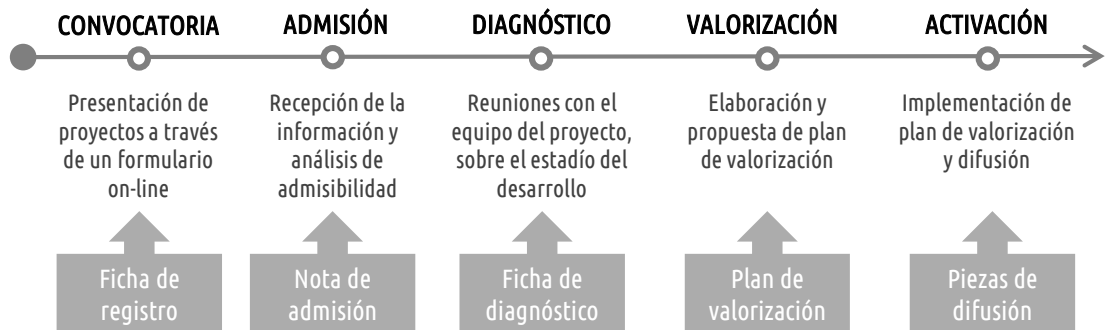 CONVOCATORIA
ADMISIÓN
DIAGNÓSTICO
VALORIZACIÓN
ACTIVACIÓN
Presentación de
proyectos a través
de un formulario
on-line
Recepción de la
información y
análisis de
admisibilidad
Reuniones con el
equipo del proyecto,
sobre el estadío del
desarrollo
Elaboración y
propuesta de plan
de valorización
Implementación de
plan de valorización
y difusión
Ficha de
registro
Nota de
admisión
Ficha de
diagnóstico
Plan de
valorización
Piezas de
difusión